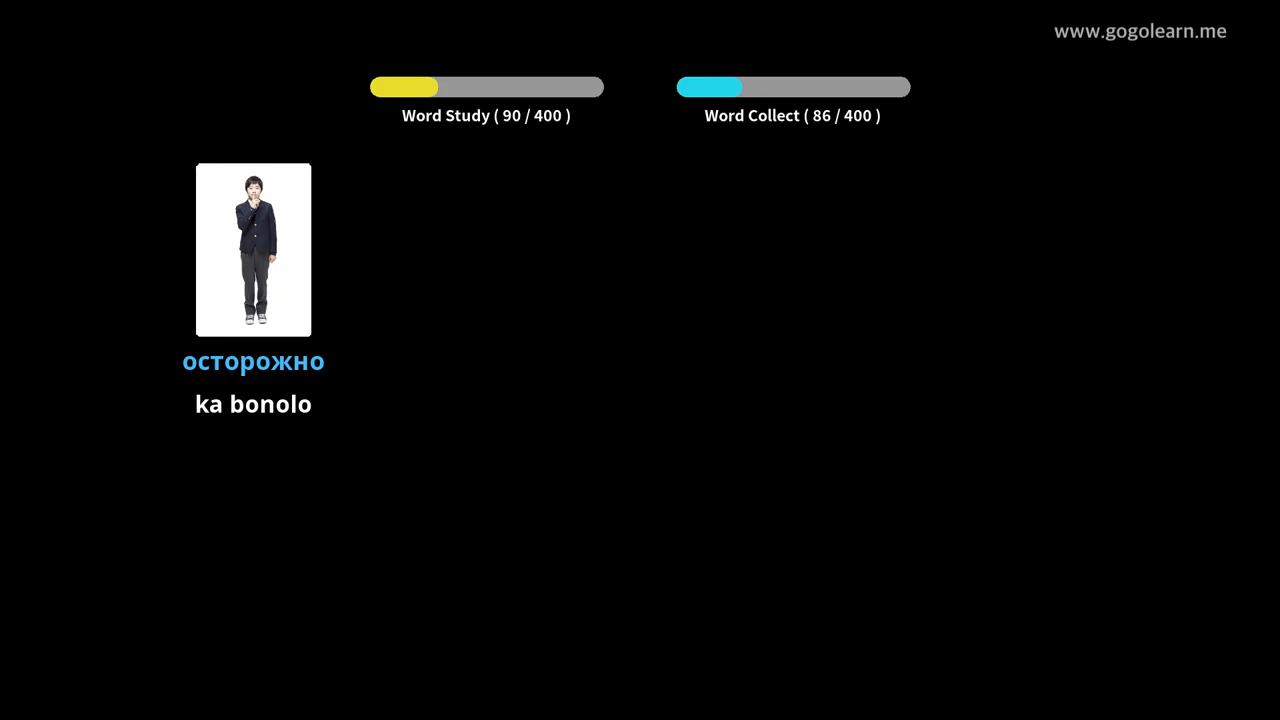 www.gogolearn.me
Word Study ( 90 / 400 )
Word Collect ( 86 / 400 )
осторожно
ka bonolo